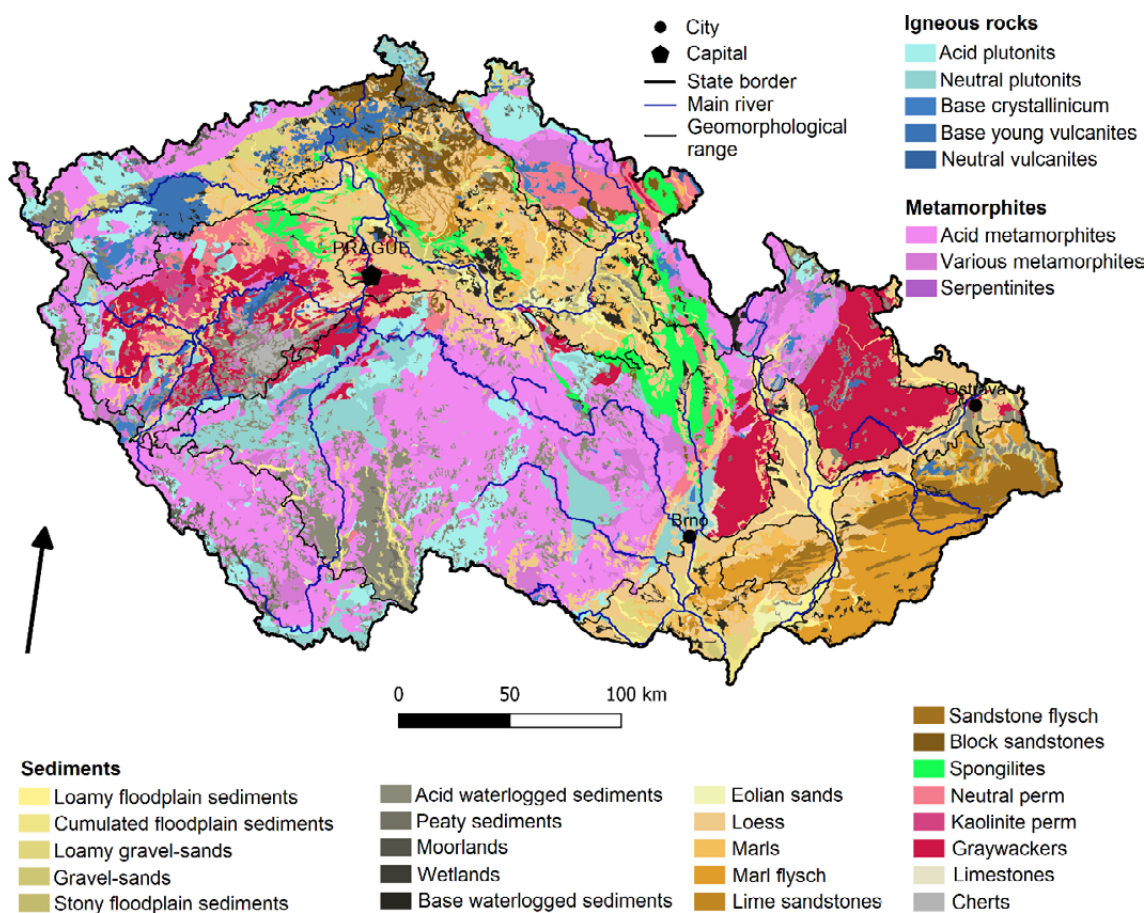 City
Capital
State border
Main river
Geomorphological
range
Igneous rocks
Acid plutonits
Neutral plutonits
Base crystallinicum
Base young vulcanites
Neutral vulcanites
Metamorphites
Acid metamorphites
Various metamorphites
Serpentinites
PRAGUE
Ostrava
Brno
0 50 100 km
Sediments
Loamy floodplain sediments
Cumulated floodplain sediments
Loamy gravel-sands
Gravel-sands
Stony floodplain sediments
Acid waterlogged sediments
Peaty sediments
Moorlands
Wetlands
Base waterlogged sediments
Eolian sands
Loess
Marls
Marl flysch
Lime sandstones
Sandstone flysch
Block sandstones
Spongilites
Neutral perm
Kaolinite perm
Graywackers
Limestones
Cherts